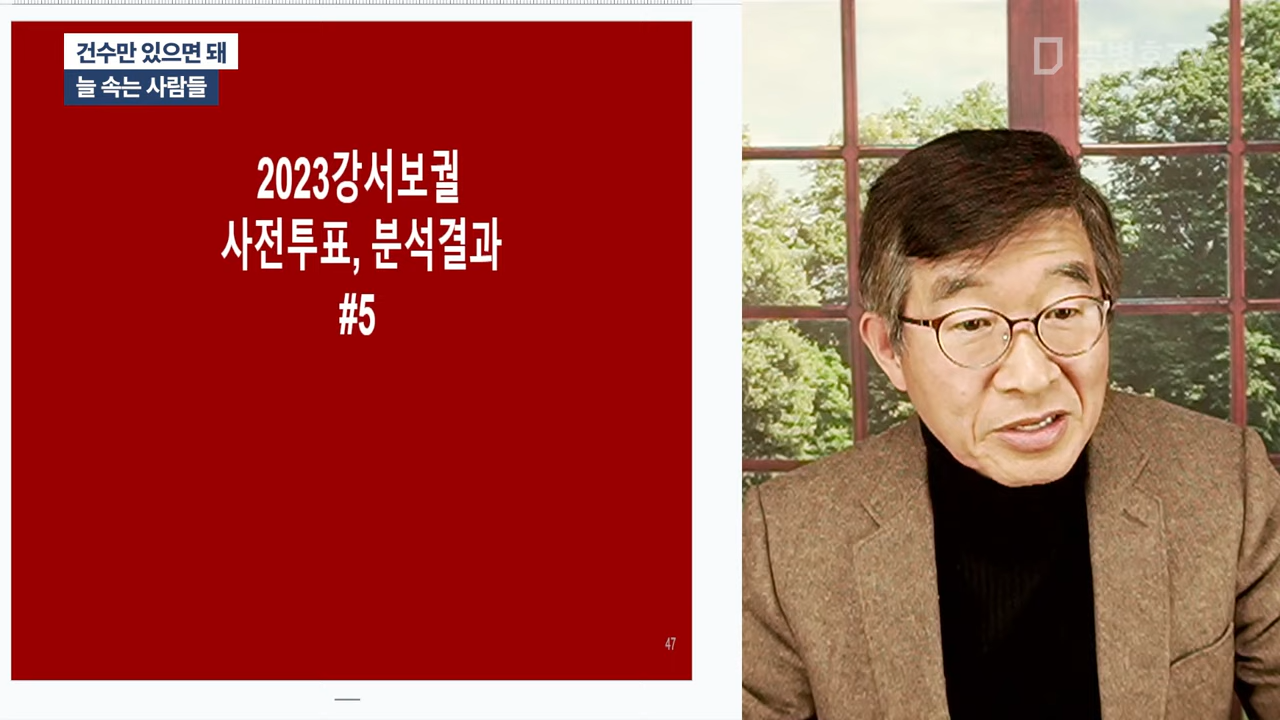 건수만 있으면 돼
늘 속는 사람들
2023강서보궐
사전투표, 분석결과
#5
47